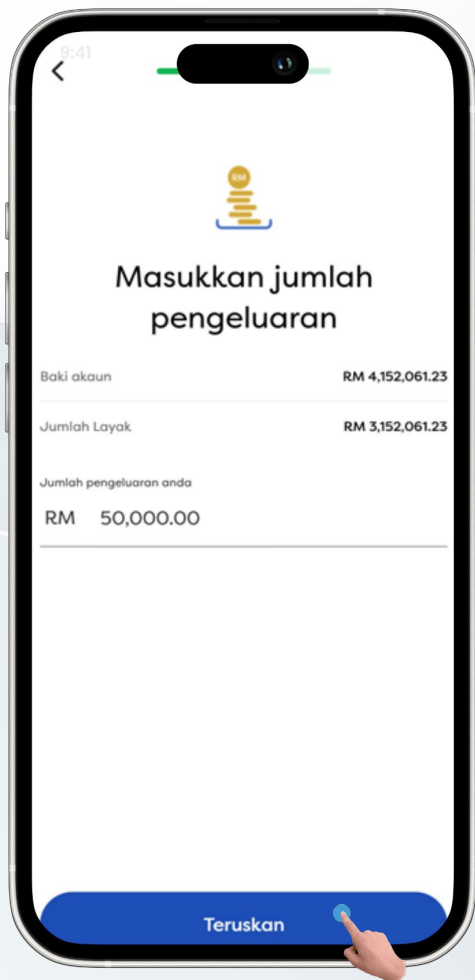 9:41
RM
Masukkan jumlah
pengeluaran
Baki akaun RM 4,152,061.23
Jumlah Layak RM 3,152,061.23
Jumlah pengeluaran anda
RM 50,000.00
Teruskan